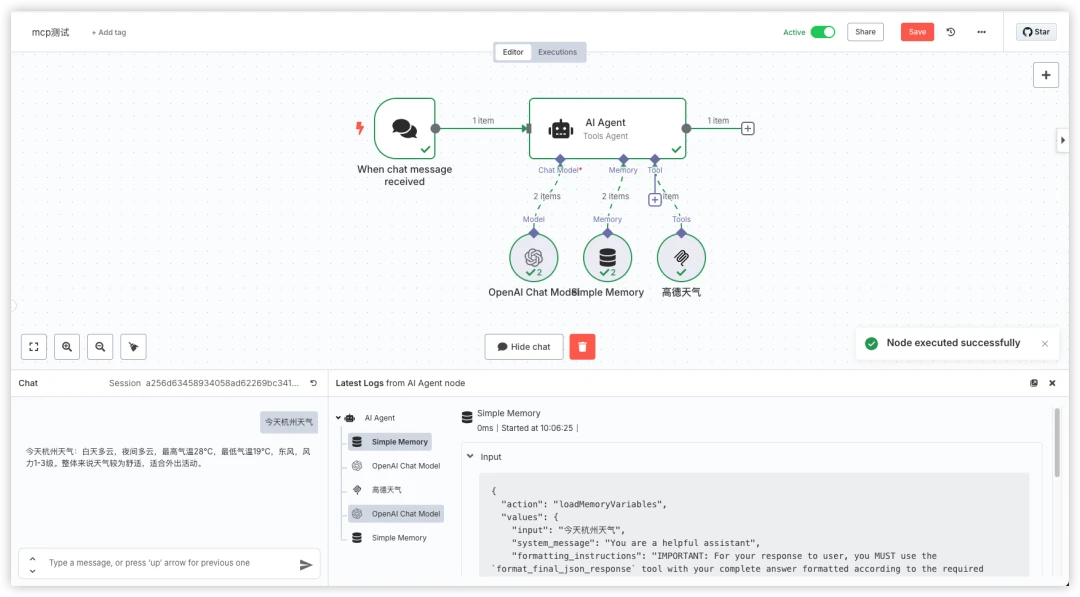 mcp测试
+ Add tag
Active
Share
Save
Star
Editor
Executions
1 item
AI Agent
Tools Agent
1 item
When chat message
received
Chat Model*
Memory
Tool
2 items
2 items
item
Model
Memory
Tools
2
2
OpenAI Chat Model
Simple Memory
高德天气
Hide chat
Node executed successfully
Chat
Session a256d63458934058ad62269bc341...
今天杭州天气
今天杭州天气：白天多云，夜间多云，最高气温28°C，最低气温19°C，东风，风
力1-3级。整体来说天气较为舒适，适合外出活动。
Type a message, or press 'up' arrow for previous one
Latest Logs from AI Agent node
AI Agent
Simple Memory
OpenAI Chat Model
高德天气
OpenAI Chat Model
Simple Memory
Simple Memory
0ms | Started at 10:06:25 |
Input
{
"action": "loadMemoryVariables",
"values": {
"input": "今天杭州天气",
"system_message": "You are a helpful assistant",
"formatting_instructions": "IMPORTANT: For your response to user, you MUST use the
`format_final_json_response` tool with your complete answer formatted according to the required